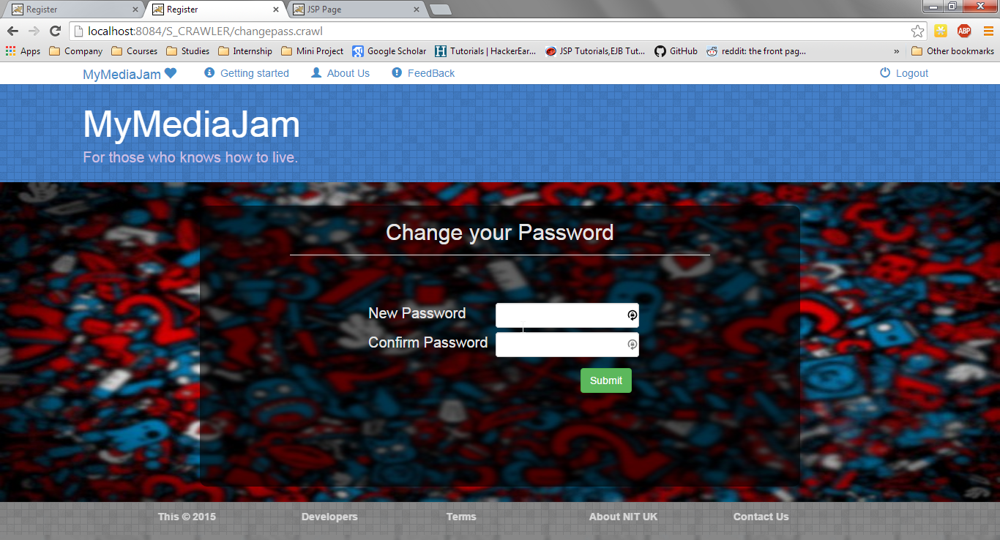 Register
Register
JSP Page
localhost:8084/S_CRAWLER/changepass.crawl
ABP
Apps Company Courses Studies Internship Mini Project Google Scholar Tutorials | HackerEar... JSP Tutorials,EJB Tut... GitHub reddit: the front pag... » Other bookmarks
MyMediaJam Getting started About Us FeedBack Logout
MyMediaJam
For those who knows how to live.
Change your Password
New Password
Confirm Password
Submit
This © 2015 Developers Terms About NIT UK Contact Us